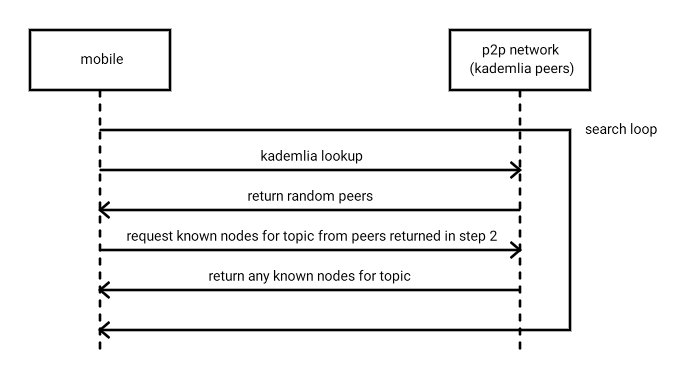 mobile
p2p network
(kademlia peers)
search loop
kademlia lookup
return random peers
request known nodes for topic from peers returned in step 2
return any known nodes for topic